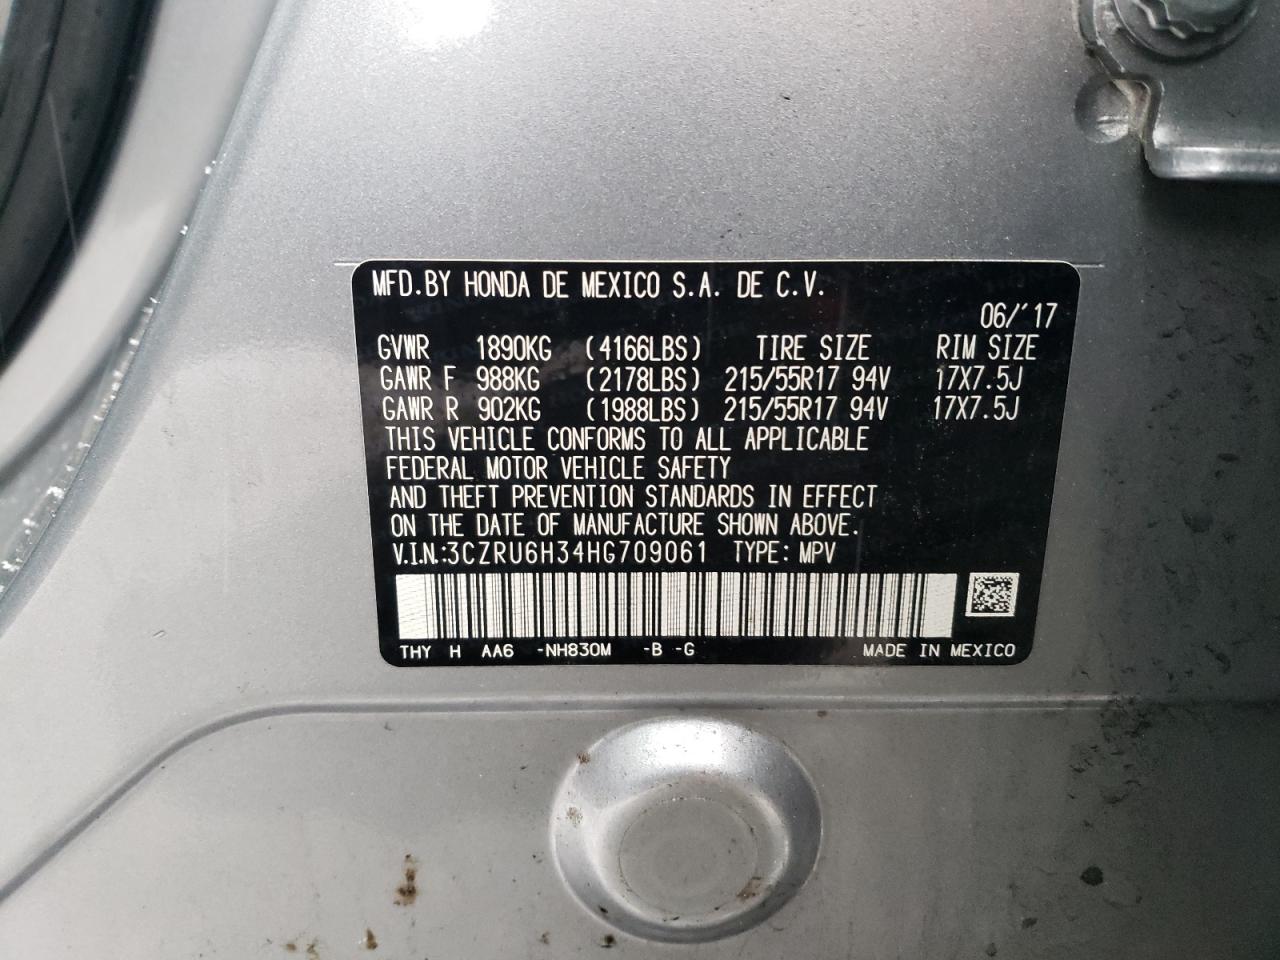 MFD.BY HONDA DE MEXICO S.A. DE C.V.
06/'17
GVWR 1890KG (4166LBS) TIRE SIZE RIM SIZE
GAWR F 988KG (2178LBS) 215/55R17 94V 17X7.5J
GAWR R 902KG (1988LBS) 215/55R17 94V 17X7.5J
THIS VEHICLE CONFORMS TO ALL APPLICABLE
FEDERAL MOTOR VEHICLE SAFETY
AND THEFT PREVENTION STANDARDS IN EFFECT
ON THE DATE OF MANUFACTURE SHOWN ABOVE.
V.I.N.:3CZRU6H34HG709061 TYPE: MPV
THY H AA6 -NH830M -B -G MADE IN MEXICO